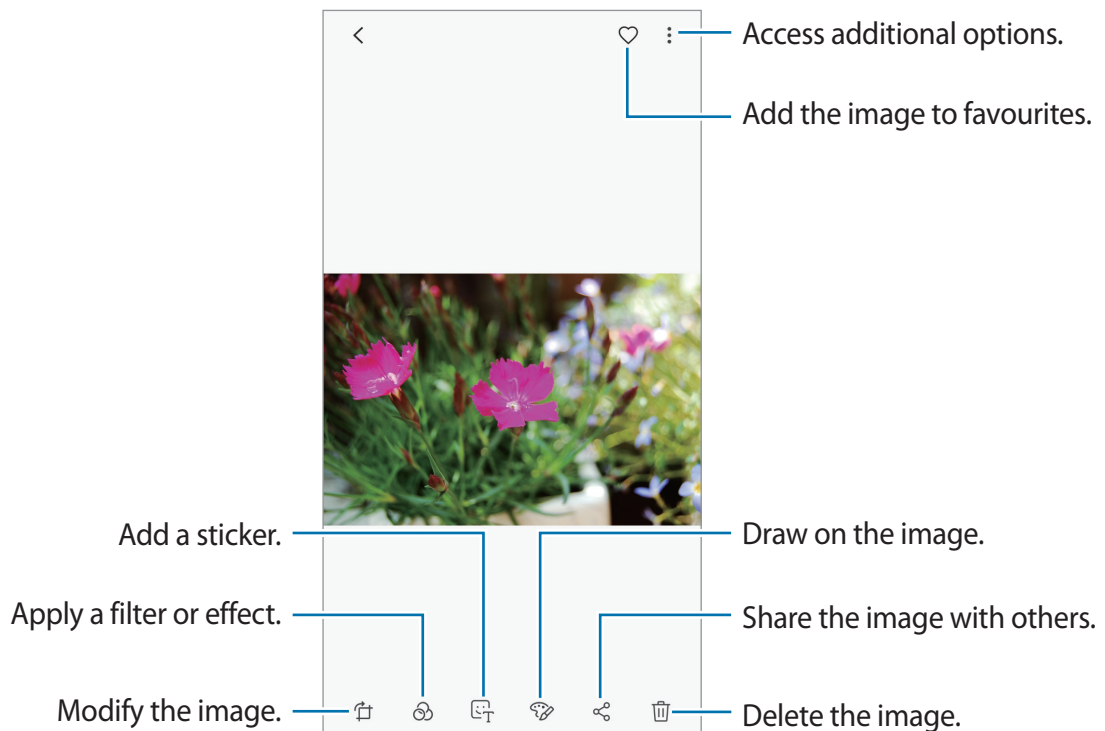 Access additional options.
Add the image to favourites.
Add a sticker.
Draw on the image.
Apply a filter or effect.
Share the image with others.
Modify the image.
Delete the image.